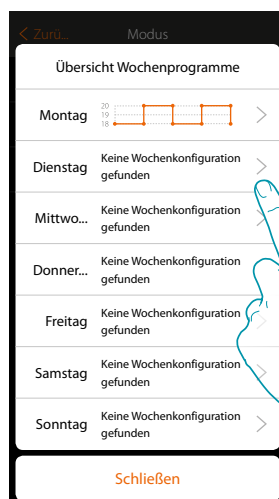 Zurü... Modus
Übersicht Wochenprogramme
Montag
20
19
18
Dienstag
Keine Wochenkonfiguration
gefunden
Mittwo...
Keine Wochenkonfiguration
gefunden
Donner...
Keine Wochenkonfiguration
gefunden
Freitag
Keine Wochenkonfiguration
gefunden
Samstag
Keine Wochenkonfiguration
gefunden
Sonntag
Keine Wochenkonfiguration
gefunden
Schließen